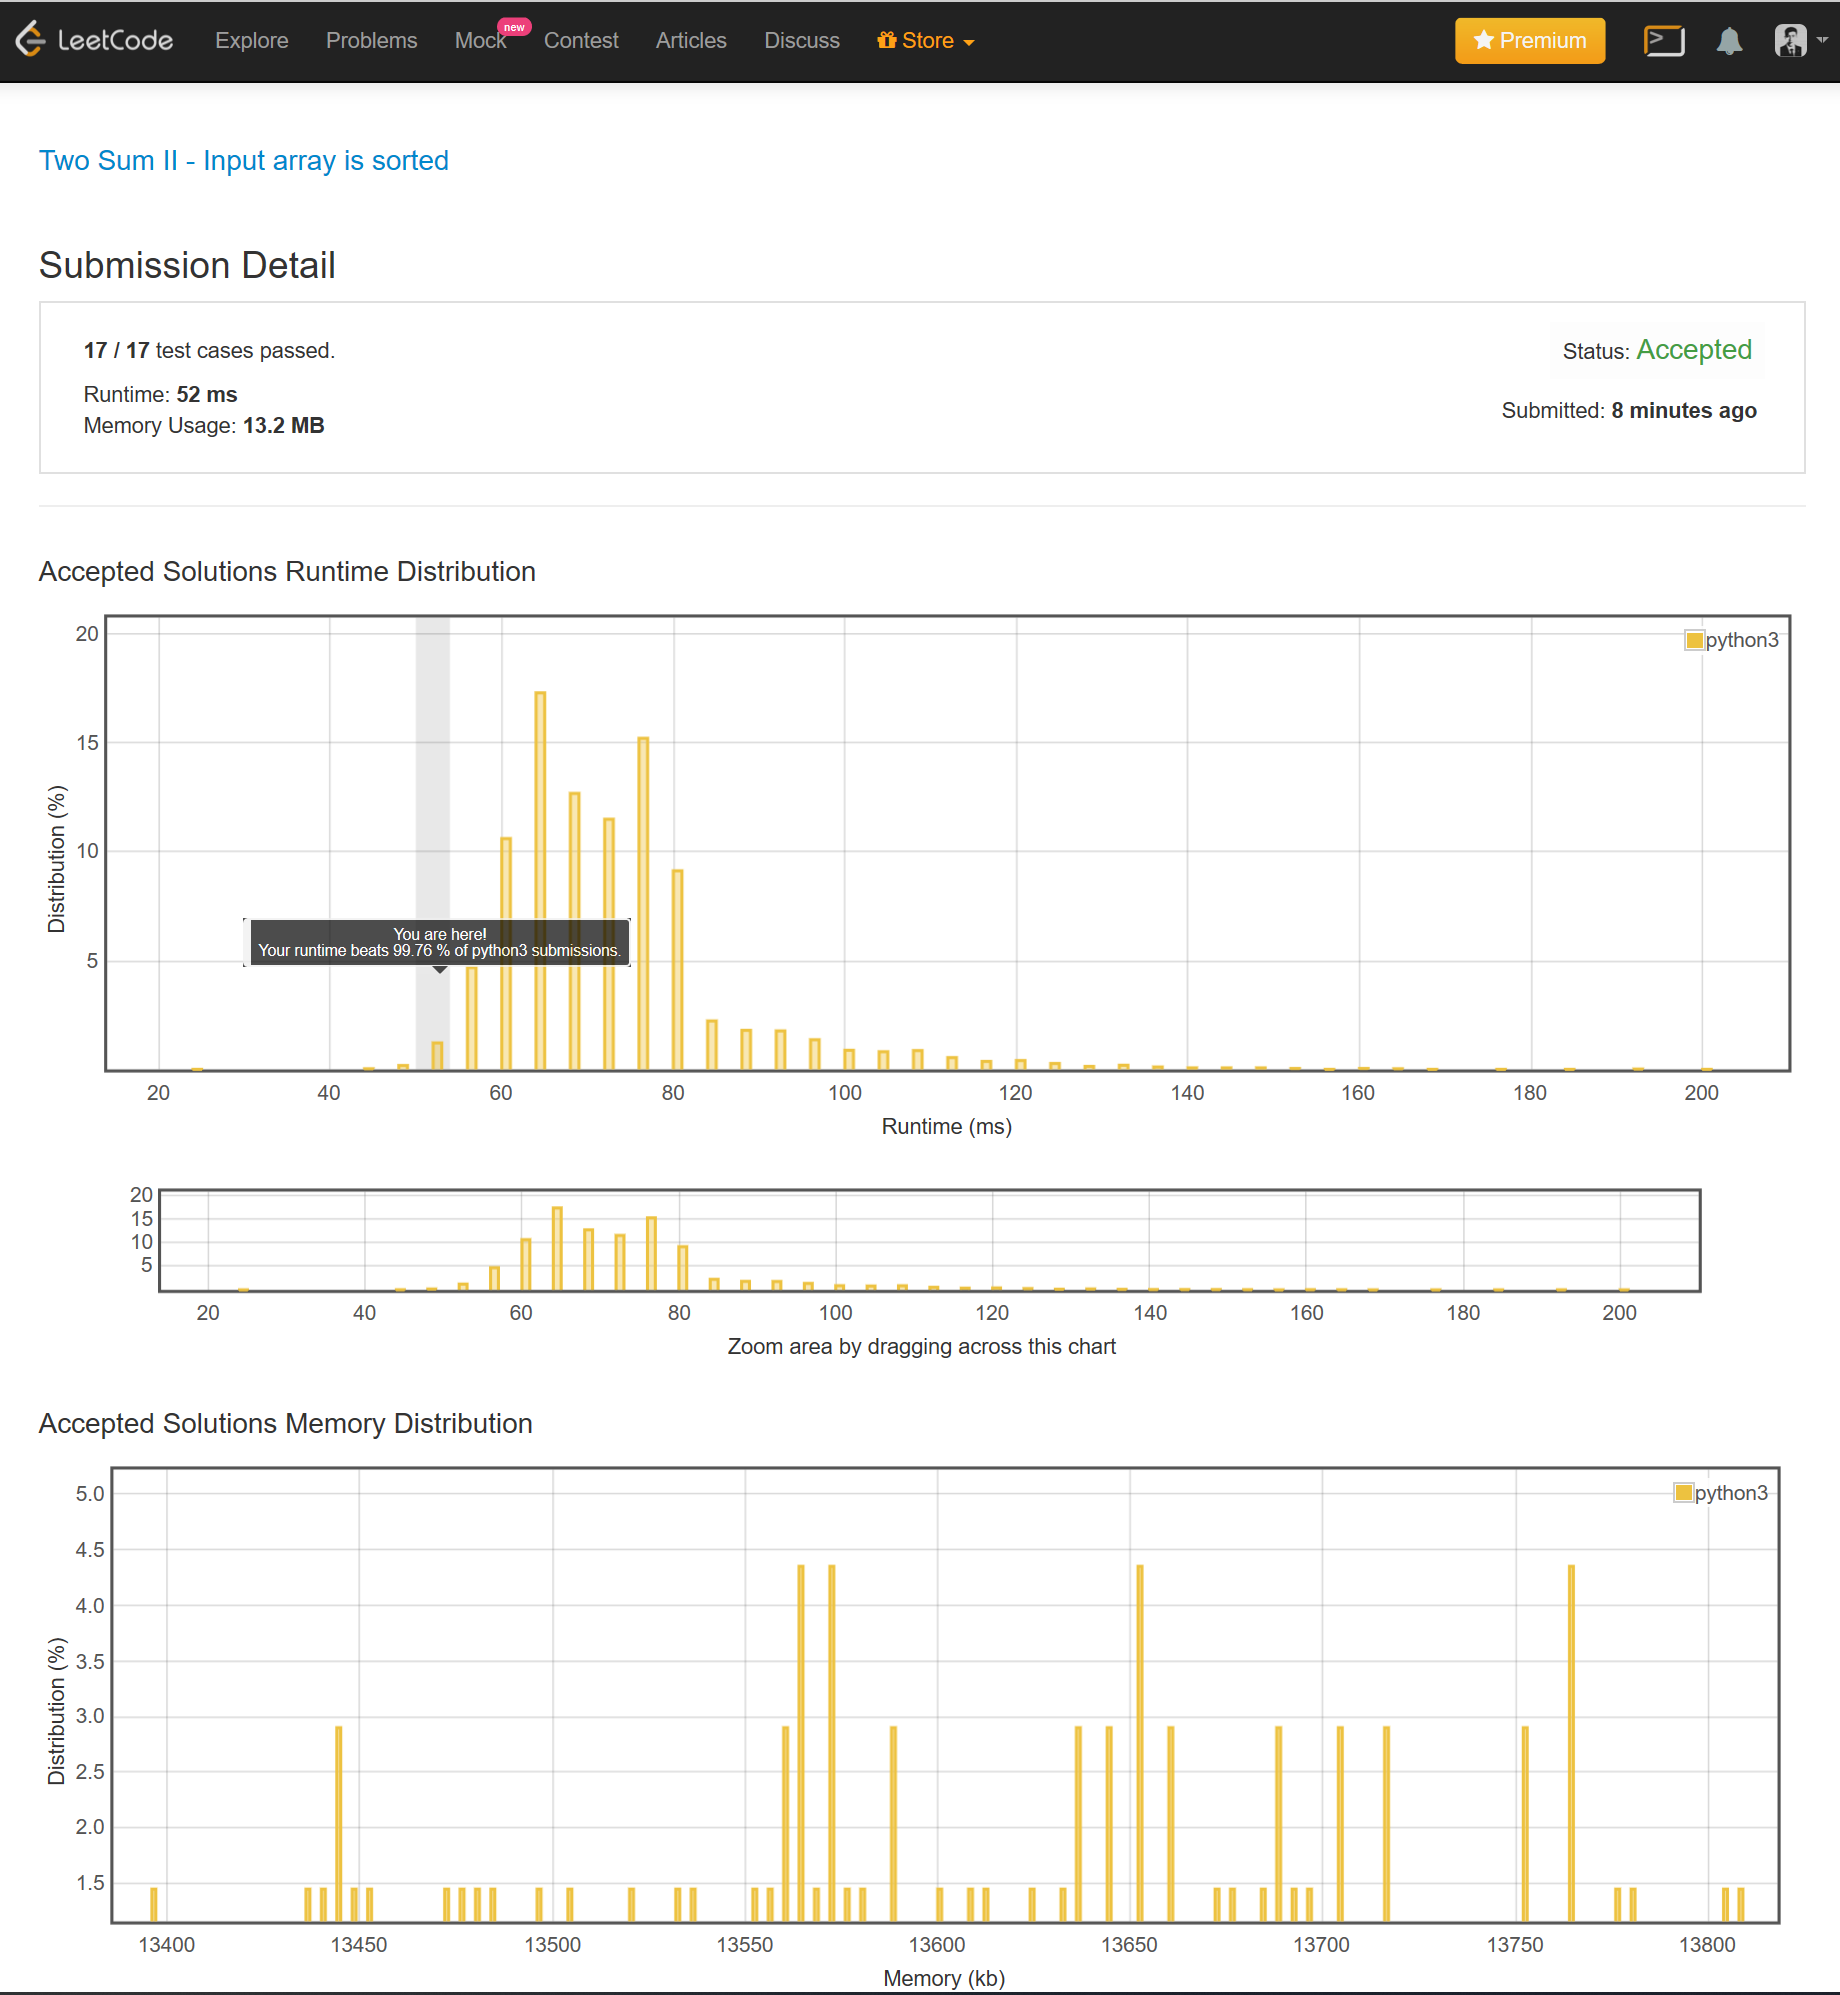 LeetCode Explore Problems Mock new Contest Articles Discuss Store Premium
Two Sum II - Input array is sorted
Submission Detail
17 / 17 test cases passed.
Status: Accepted
Runtime: 52 ms
Submitted: 8 minutes ago
Memory Usage: 13.2 MB
Accepted Solutions Runtime Distribution
python3
20
15
10
5
Distribution (%)
You are here!
Your runtime beats 99.76 % of python3 submissions.
20 40 60 80 100 120 140 160 180 200
Runtime (ms)
20
15
10
5
20 40 60 80 100 120 140 160 180 200
Zoom area by dragging across this chart
Accepted Solutions Memory Distribution
python3
5.0
4.5
4.0
3.5
3.0
2.5
2.0
1.5
Distribution (%)
13400 13450 13500 13550 13600 13650 13700 13750 13800
Memory (kb)